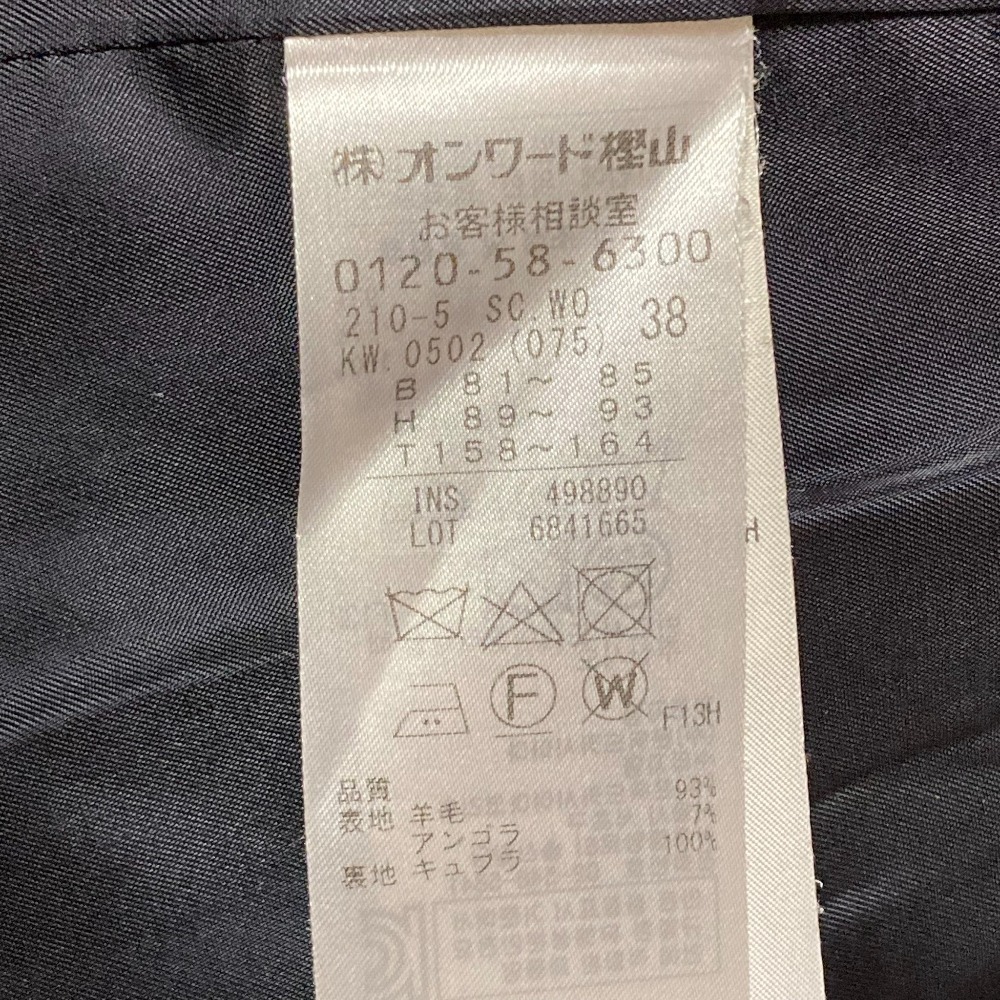 (株)オンワード樫山
お客様相談室
0120-58-6300
210-5 SC.WO 38
KW.0502 (075)
B 81～ 85
H 89～ 93
T158～164
INS. 498890
LOT 6841665
F
W
F13H
H
品質
表地 羊毛 93%
アンゴラ 7%
裏地 キュプラ 100%